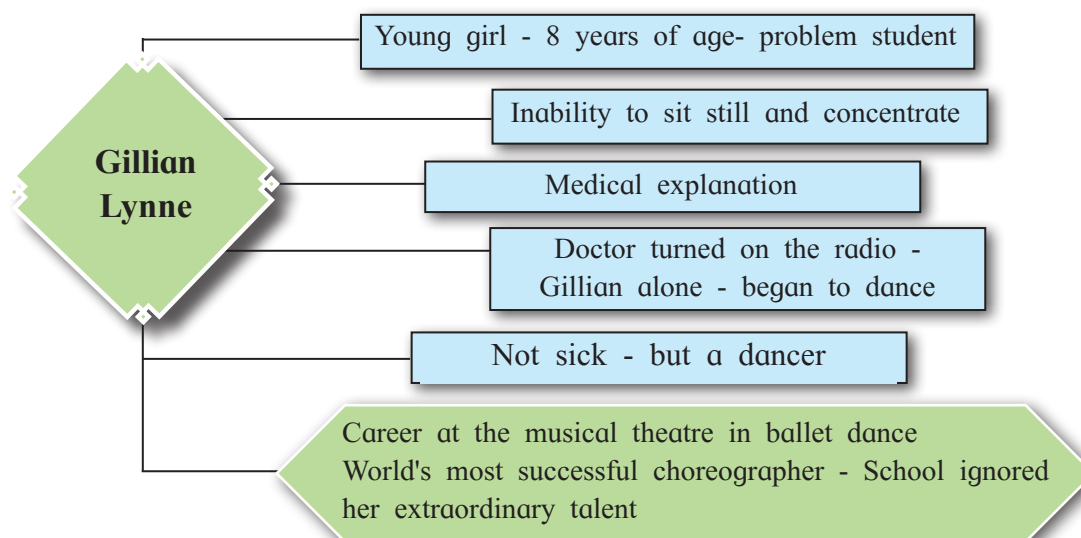 Young girl - 8 years of age- problem student
Inability to sit still and concentrate
Gillian
Lynne
Medical explanation
Doctor turned on the radio -
Gillian alone - began to dance
Not sick - but a dancer
Career at the musical theatre in ballet dance
World's most successful choreographer - School ignored
her extraordinary talent